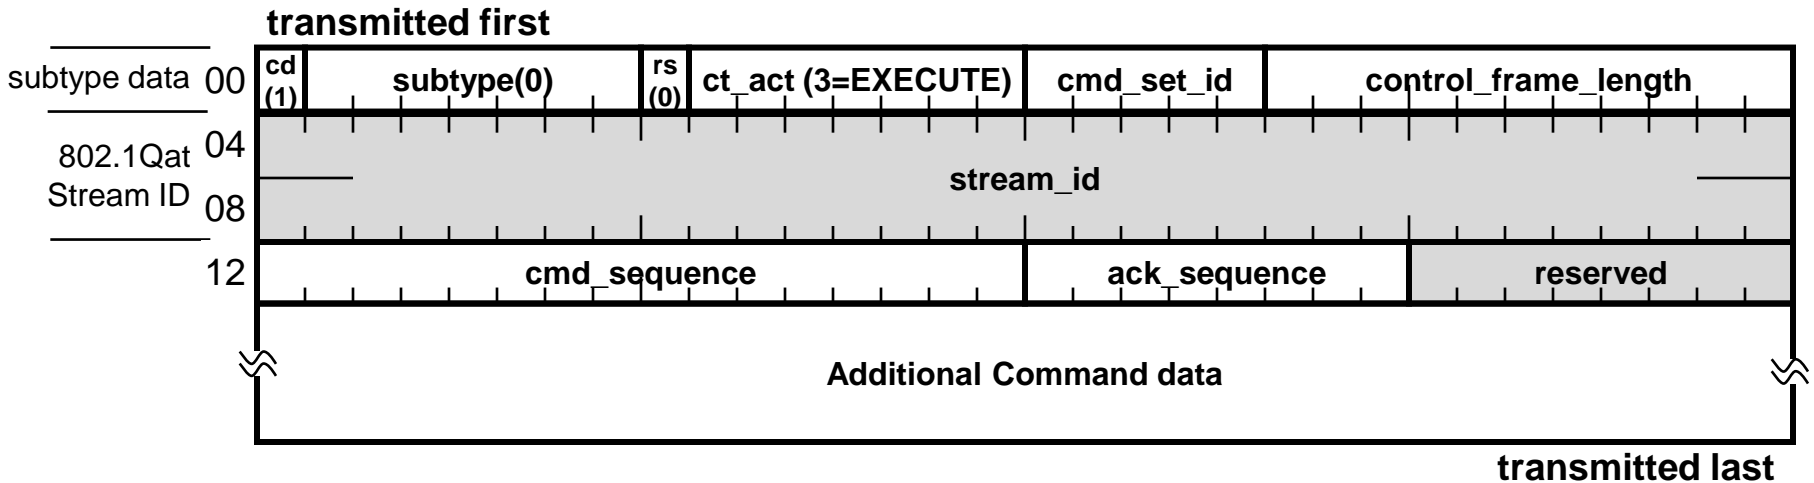 transmitted first
subtype data 00 cd (1) subtype(0) rs (0) ct_act (3=EXECUTE) cmd_set_id control_frame_length
802.1Qat Stream ID 04 08 stream_id
12 cmd_sequence ack_sequence reserved
Additional Command data
transmitted last